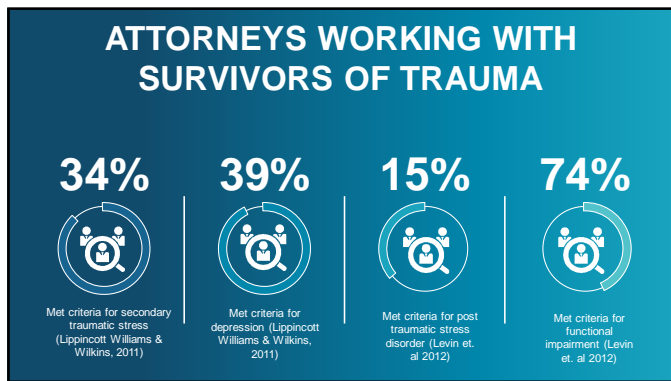 ATTORNEYS WORKING WITH
SURVIVORS OF TRAUMA
34%
Met criteria for secondary
traumatic stress
(Lippincott Williams &
Wilkins, 2011)
39%
Met criteria for
depression (Lippincott
Williams & Wilkins,
2011)
15%
Met criteria for post
traumatic stress
disorder (Levin et.
al 2012)
74%
Met criteria for
functional
impairment (Levin
et. al 2012)